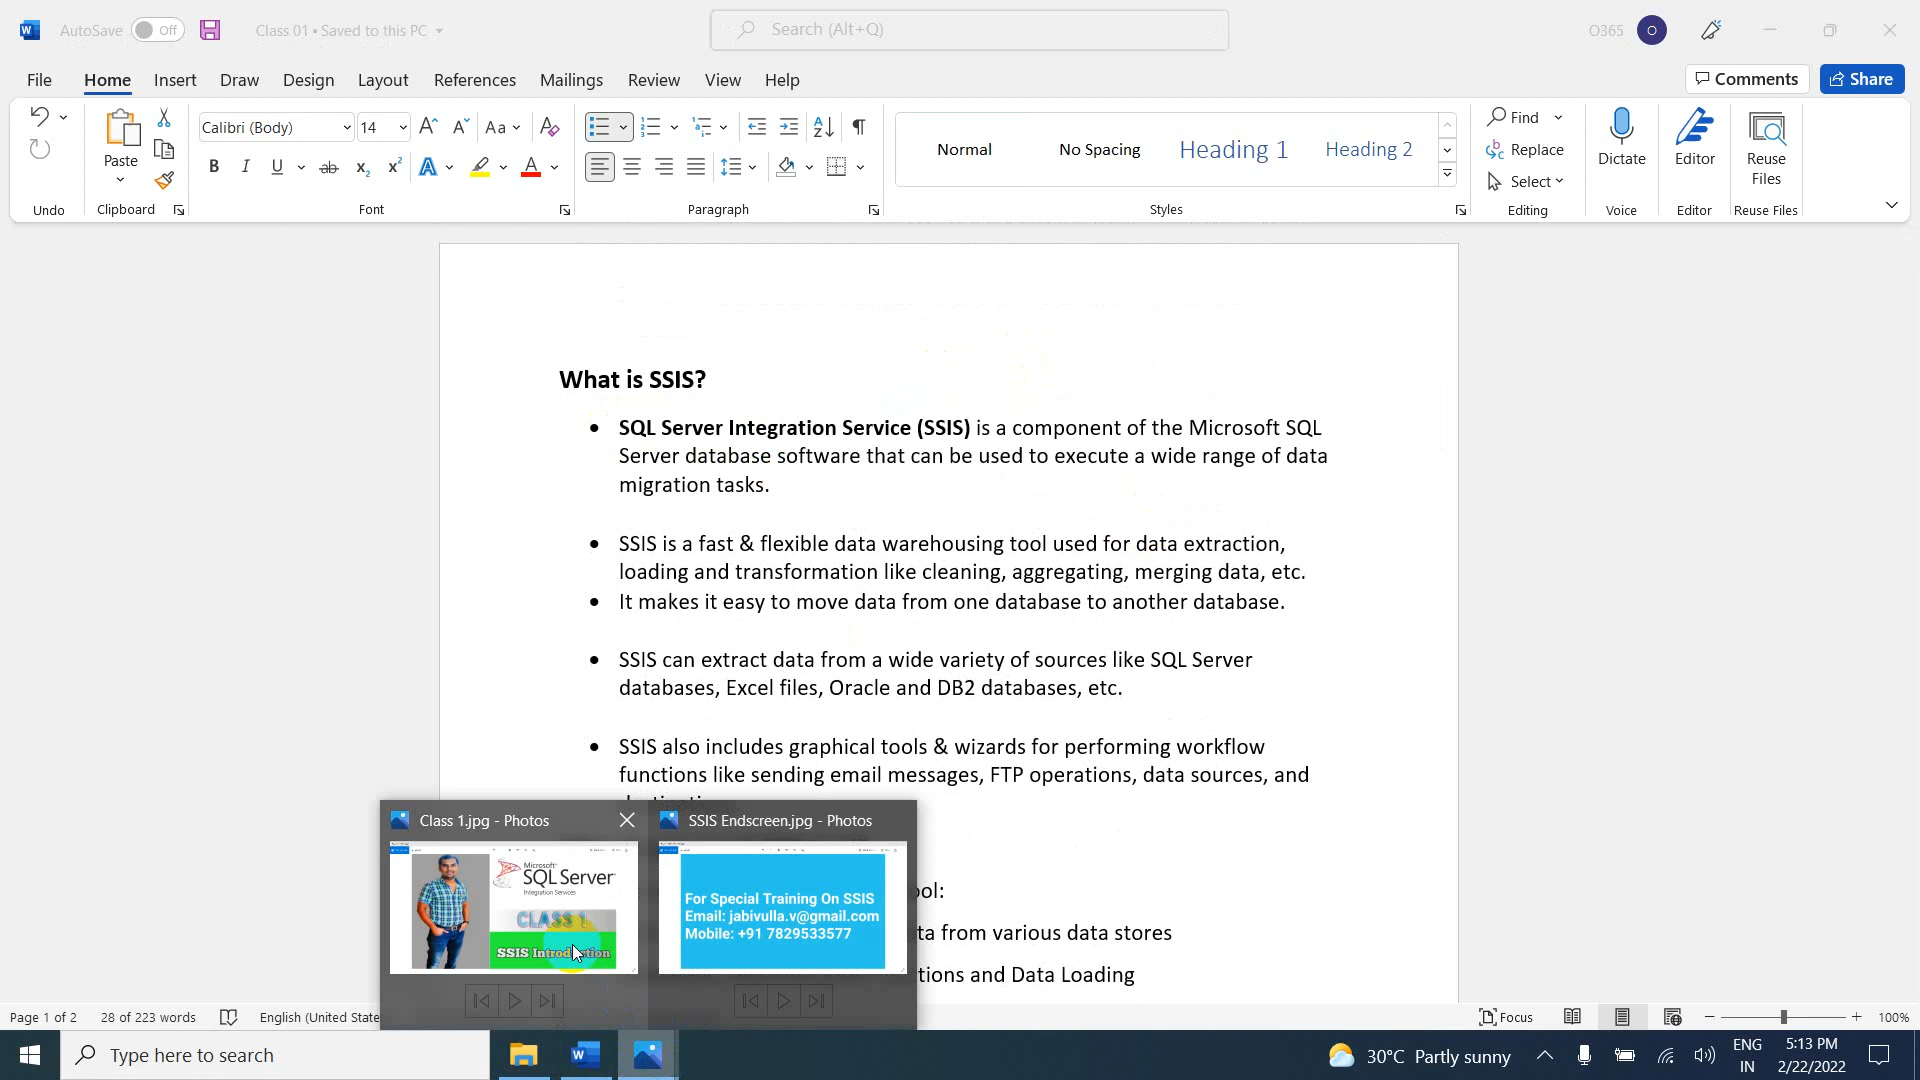 AutoSave Off Class 01 • Saved to this PC Search (Alt+Q) O365 O
File Home Insert Draw Design Layout References Mailings Review View Help Comments Share
Calibri (Body) 14 Aa
Paste
Normal No Spacing Heading 1 Heading 2
Find
Replace
Select
Dictate Editor Reuse
Files
Undo Clipboard Font Paragraph Styles Editing Voice Editor Reuse Files
What is SSIS?
• SQL Server Integration Service (SSIS) is a component of the Microsoft SQL
Server database software that can be used to execute a wide range of data
migration tasks.
• SSIS is a fast & flexible data warehousing tool used for data extraction,
loading and transformation like cleaning, aggregating, merging data, etc.
• It makes it easy to move data from one database to another database.
• SSIS can extract data from a wide variety of sources like SQL Server
databases, Excel files, Oracle and DB2 databases, etc.
• SSIS also includes graphical tools & wizards for performing workflow
functions like sending email messages, FTP operations, data sources, and
ool:
ta from various data stores
tions and Data Loading
Class 1.jpg - Photos
Microsoft
SQL Server
Integration Services
CLASS 1
SSIS Introduction
SSIS Endscreen.jpg - Photos
For Special Training On SSIS
Email: jabivulla.v@gmail.com
Mobile: +91 7829533577
Page 1 of 2 28 of 223 words English (United State Focus 100%
Type here to search 30°C Partly sunny ENG
IN 5:13 PM
2/22/2022